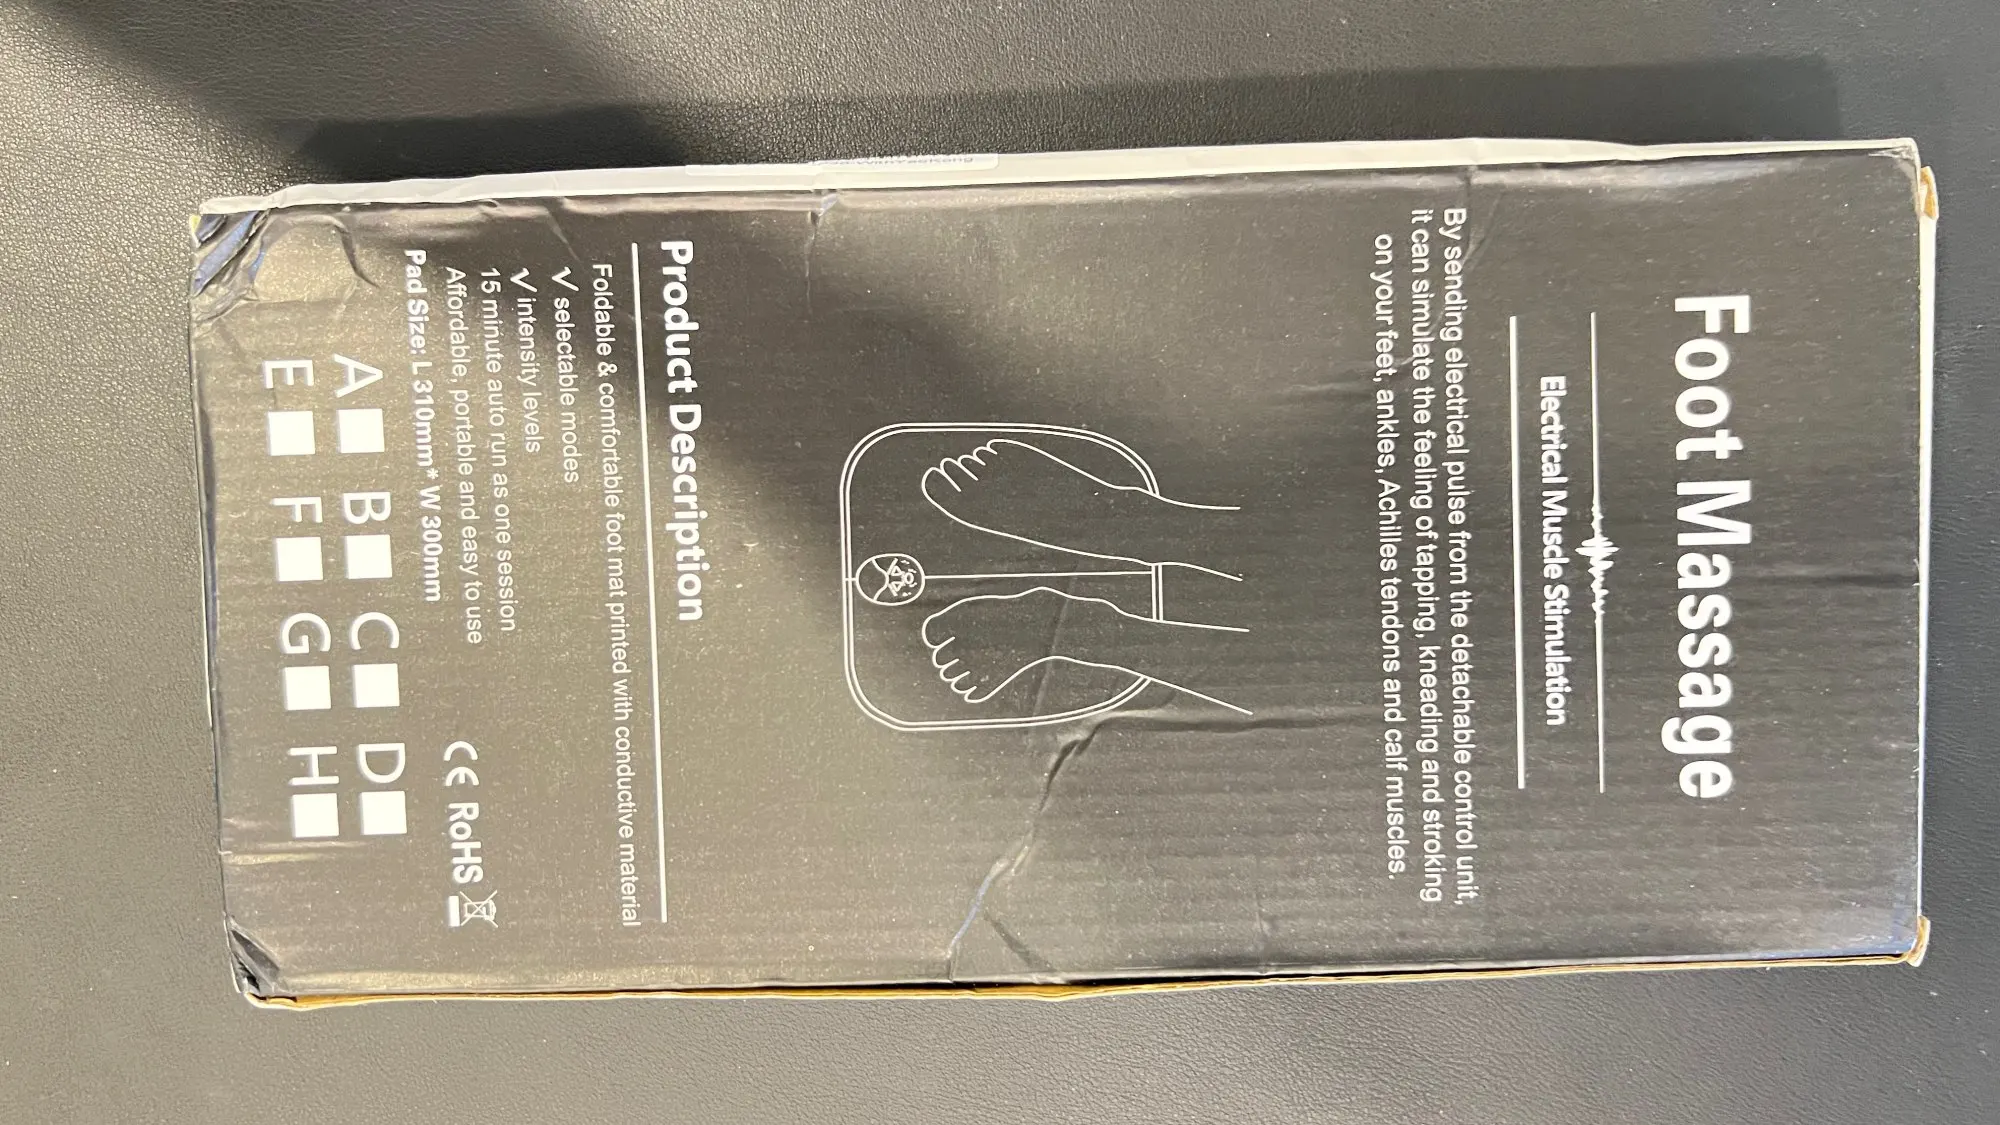 Foot Massage
Electrical Muscle Stimulation
By sending electrical pulse from the detachable control unit,
it can simulate the feeling of tapping, kneading and stroking
on your feet, ankles, Achilles tendons and calf muscles.
Product Description
Foldable & comfortable foot mat printed with conductive material
√ selectable modes
√ intensity levels
15 minute auto run as one session
Affordable, portable and easy to use
Pad Size: L 310mm* W 300mm
CE RoHS
A B C D
E F G H